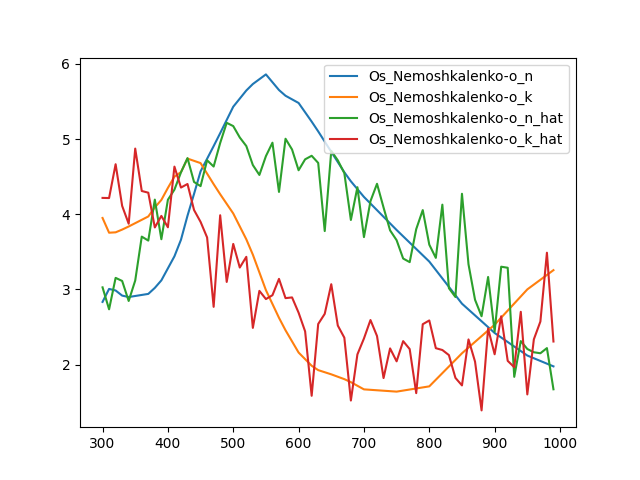 Os_Nemoshkalenko-o_n
Os_Nemoshkalenko-o_k
Os_Nemoshkalenko-o_n_hat
Os_Nemoshkalenko-o_k_hat
6
5
4
3
2
300 400 500 600 700 800 900 1000